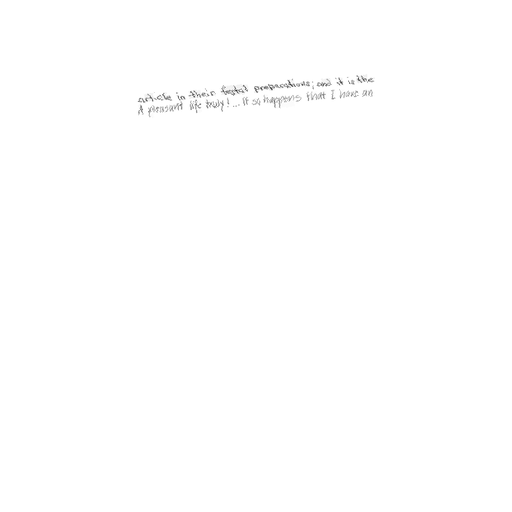 article in their festal preparations; and it is the
A pleasant life truly!... It so happens that I have an